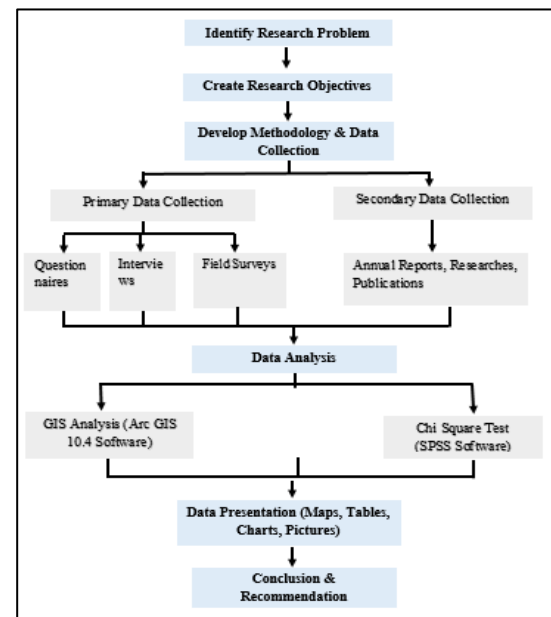 Identify Research Problem
Create Research Objectives
Develop Methodology & Data
Collection
Primary Data Collection
Secondary Data Collection
Question
naires
Intervie
ws
Field Surveys
Annual Reports, Researches,
Publications
Data Analysis
GIS Analysis (Arc GIS
10.4 Software)
Chi Square Test
(SPSS Software)
Data Presentation (Maps, Tables,
Charts, Pictures)
Conclusion &
Recommendation